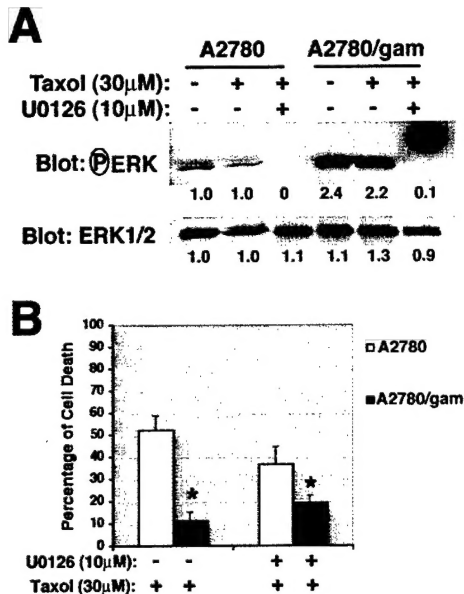 A
A2780 A2780/gam
Taxol (30µM): - + + - + +
U0126 (10µM): + +
Blot: ⓅERK
1.0 1.0 0 2.4 2.2 0.1
Blot: ERK1/2
1.0 1.0 1.1 1.1 1.3 0.9
B
Percentage of Cell Death
100
90
80
70
60
50
40
30
20
10
0
* *
A2780
A2780/gam
U0126 (10µM): - - + +
Taxol (30µM): + + + +